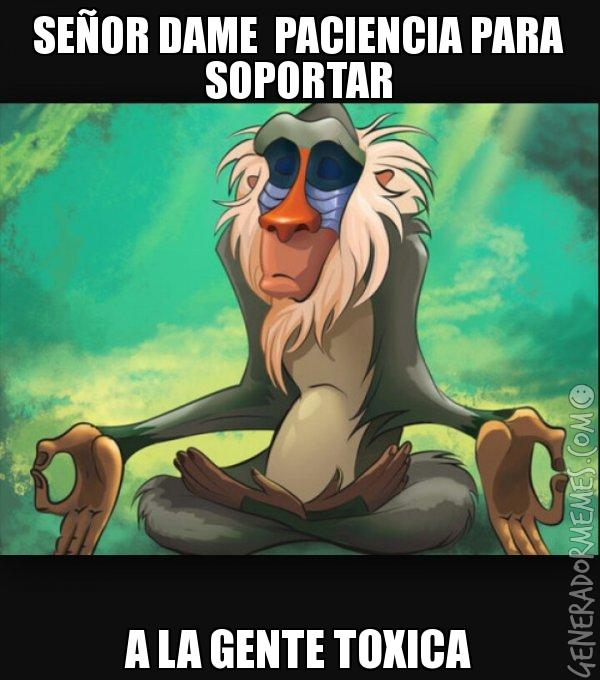 SEÑOR DAME PACIENCIA PARA
SOPORTAR
GENERADORMEMES.COM
A LA GENTE TOXICA